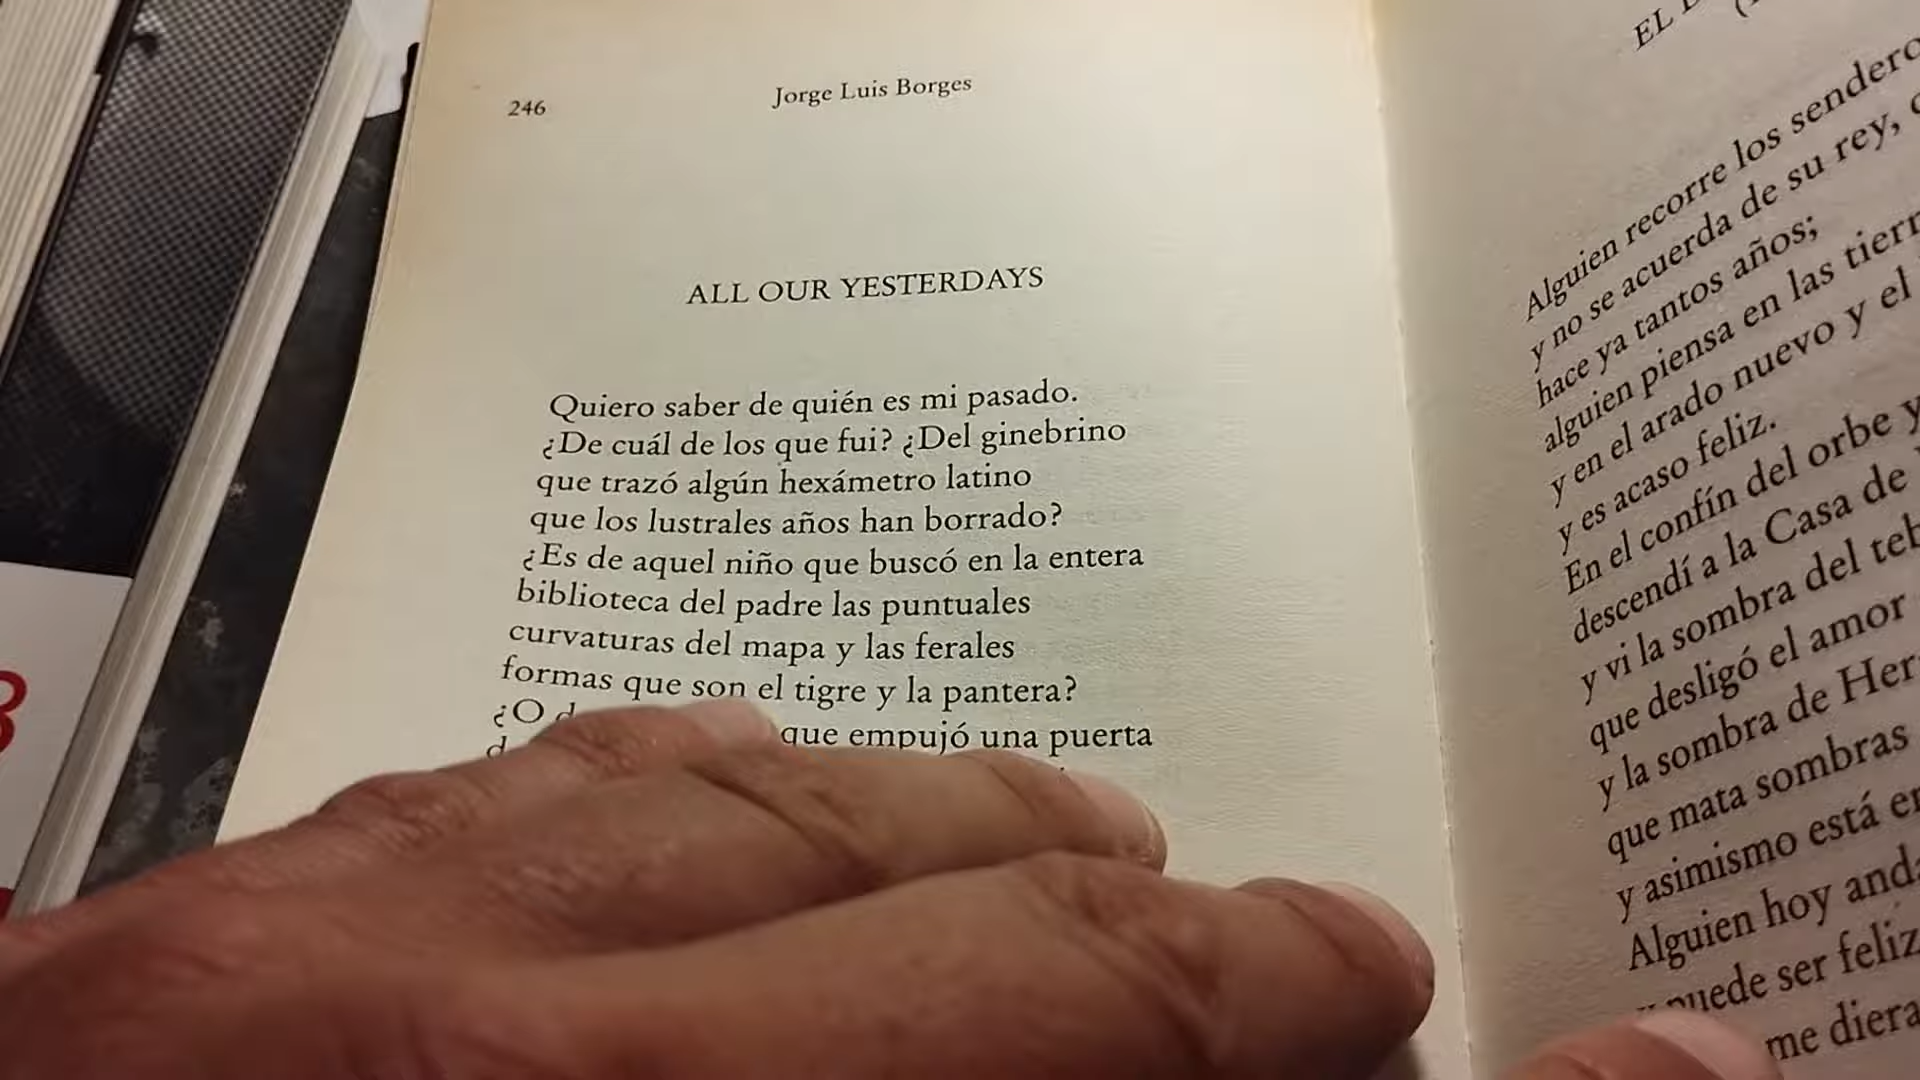 246
Jorge Luis Borges
ALL OUR YESTERDAYS
Quiero saber de quién es mi pasado.
¿De cuál de los que fui? ¿Del ginebrino
que trazó algún hexámetro latino
que los lustrales años han borrado?
¿Es de aquel niño que buscó en la entera
biblioteca del padre las puntuales
curvaturas del mapa y las ferales
formas que son el tigre y la pantera?
¿O que empujó una puerta
EL
Alguien recorre los sendero
y no se acuerda de su rey,
hace ya tantos años;
alguien piensa en las tierr
y en el arado nuevo y el
y es acaso feliz.
En el confín del orbe y
descendí a la Casa de
y vi la sombra del teb
que desligó el amor
y la sombra de Her
que mata sombras
y asimismo está en
Alguien hoy anda
puede ser feliz
me diera